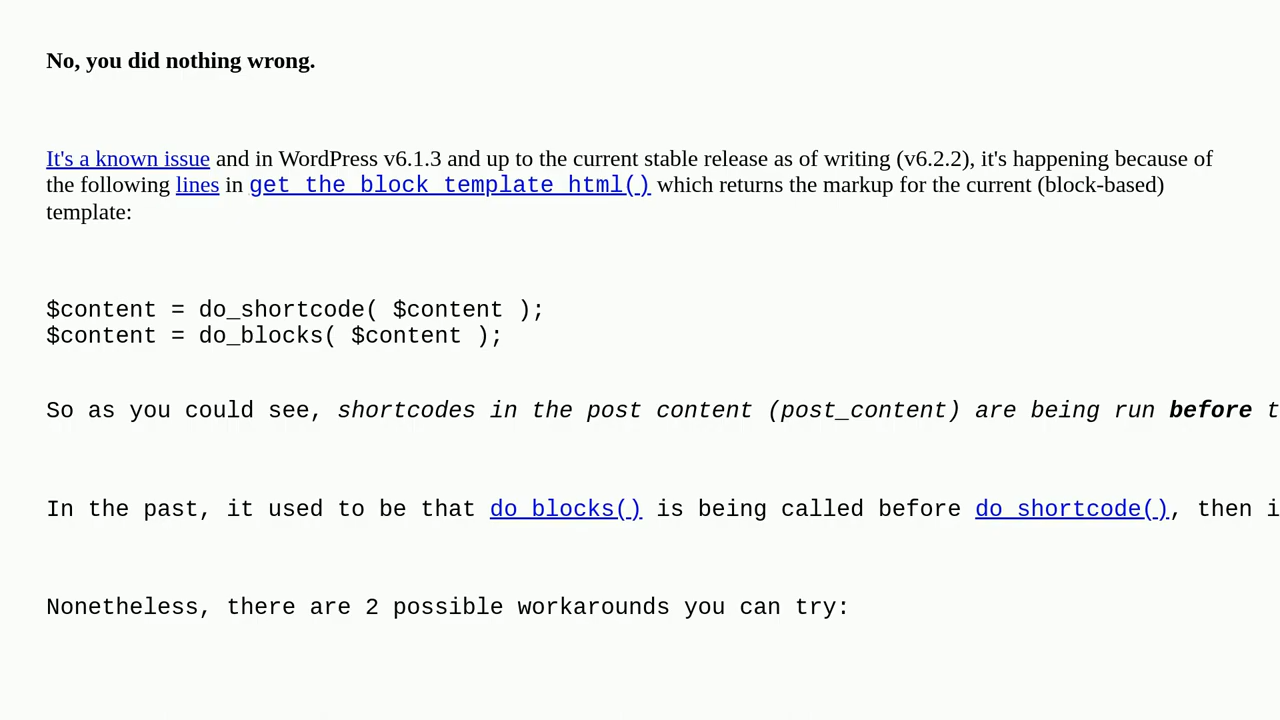 No, you did nothing wrong.
It's a known issue and in WordPress v6.1.3 and up to the current stable release as of writing (v6.2.2), it's happening because of
the following lines in get_the_block_template_html() which returns the markup for the current (block-based)
template:
$content = do_shortcode( $content );
$content = do_blocks( $content );
So as you could see, shortcodes in the post content (post_content) are being run before
In the past, it used to be that do_blocks() is being called before do_shortcode(), then
Nonetheless, there are 2 possible workarounds you can try: